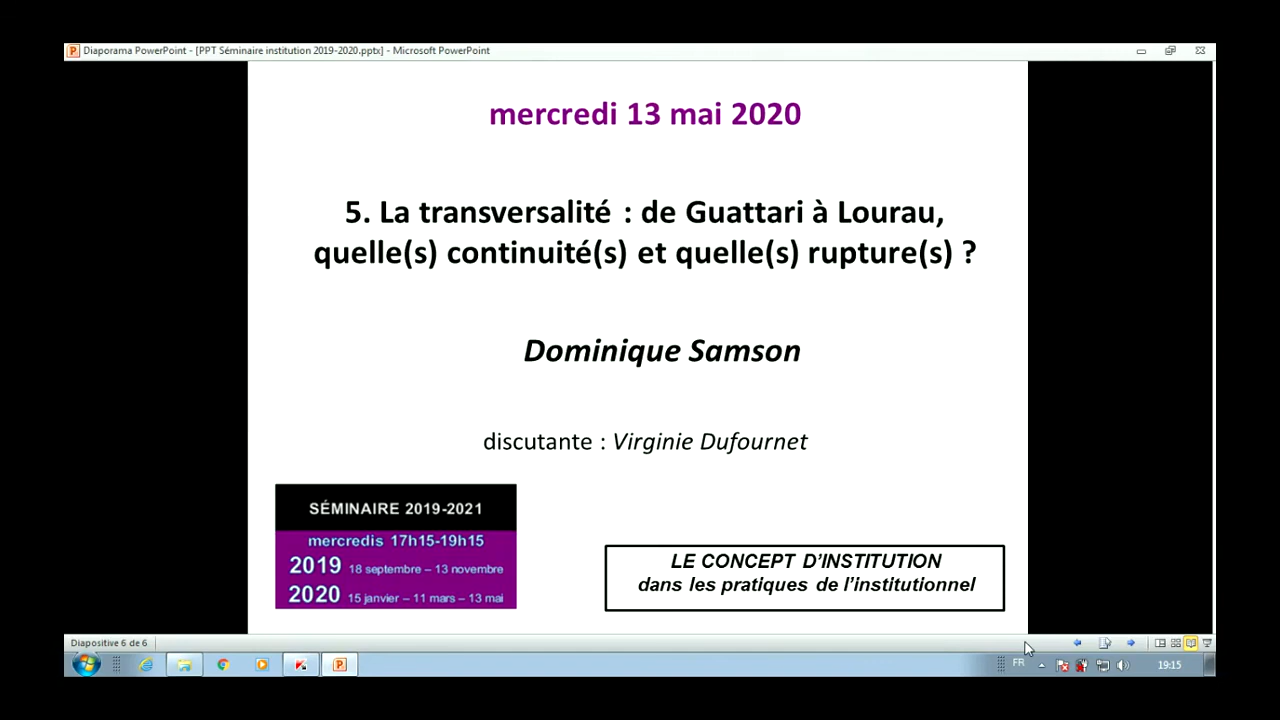 Diaporama PowerPoint - [PPT Séminaire institution 2019-2020.pptx] - Microsoft PowerPoint
mercredi 13 mai 2020
5. La transversalité : de Guattari à Lourau,
quelle(s) continuité(s) et quelle(s) rupture(s) ?
Dominique Samson
discutante : Virginie Dufournet
SÉMINAIRE 2019-2021
mercredis 17h15-19h15
2019 18 septembre – 13 novembre
2020 15 janvier – 11 mars – 13 mai
LE CONCEPT D'INSTITUTION
dans les pratiques de l'institutionnel
Diapositive 6 de 6
FR
19:15